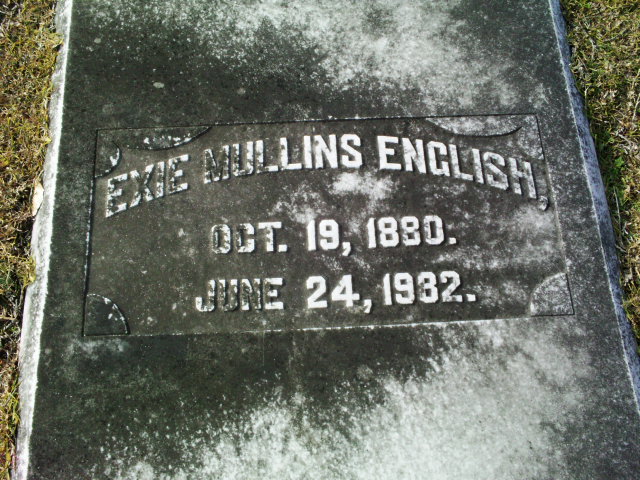 EXIE MULLINS ENGLISH,
OCT. 19, 1880.
JUNE 24, 1932.